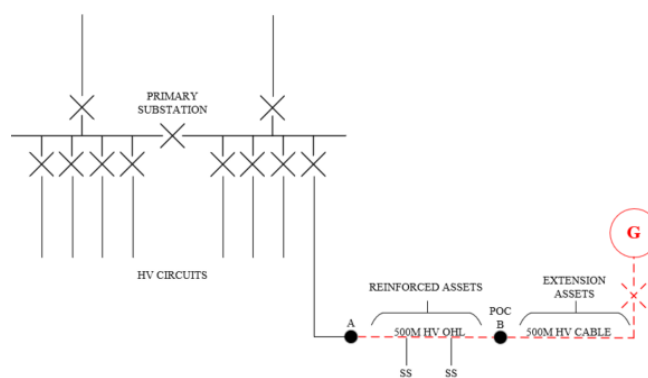 PRIMARY
SUBSTATION
G
HV CIRCUITS
REINFORCED ASSETS
EXTENSION
ASSETS
A
500M HV OHL
POC
B
500M HV CABLE
SS
SS